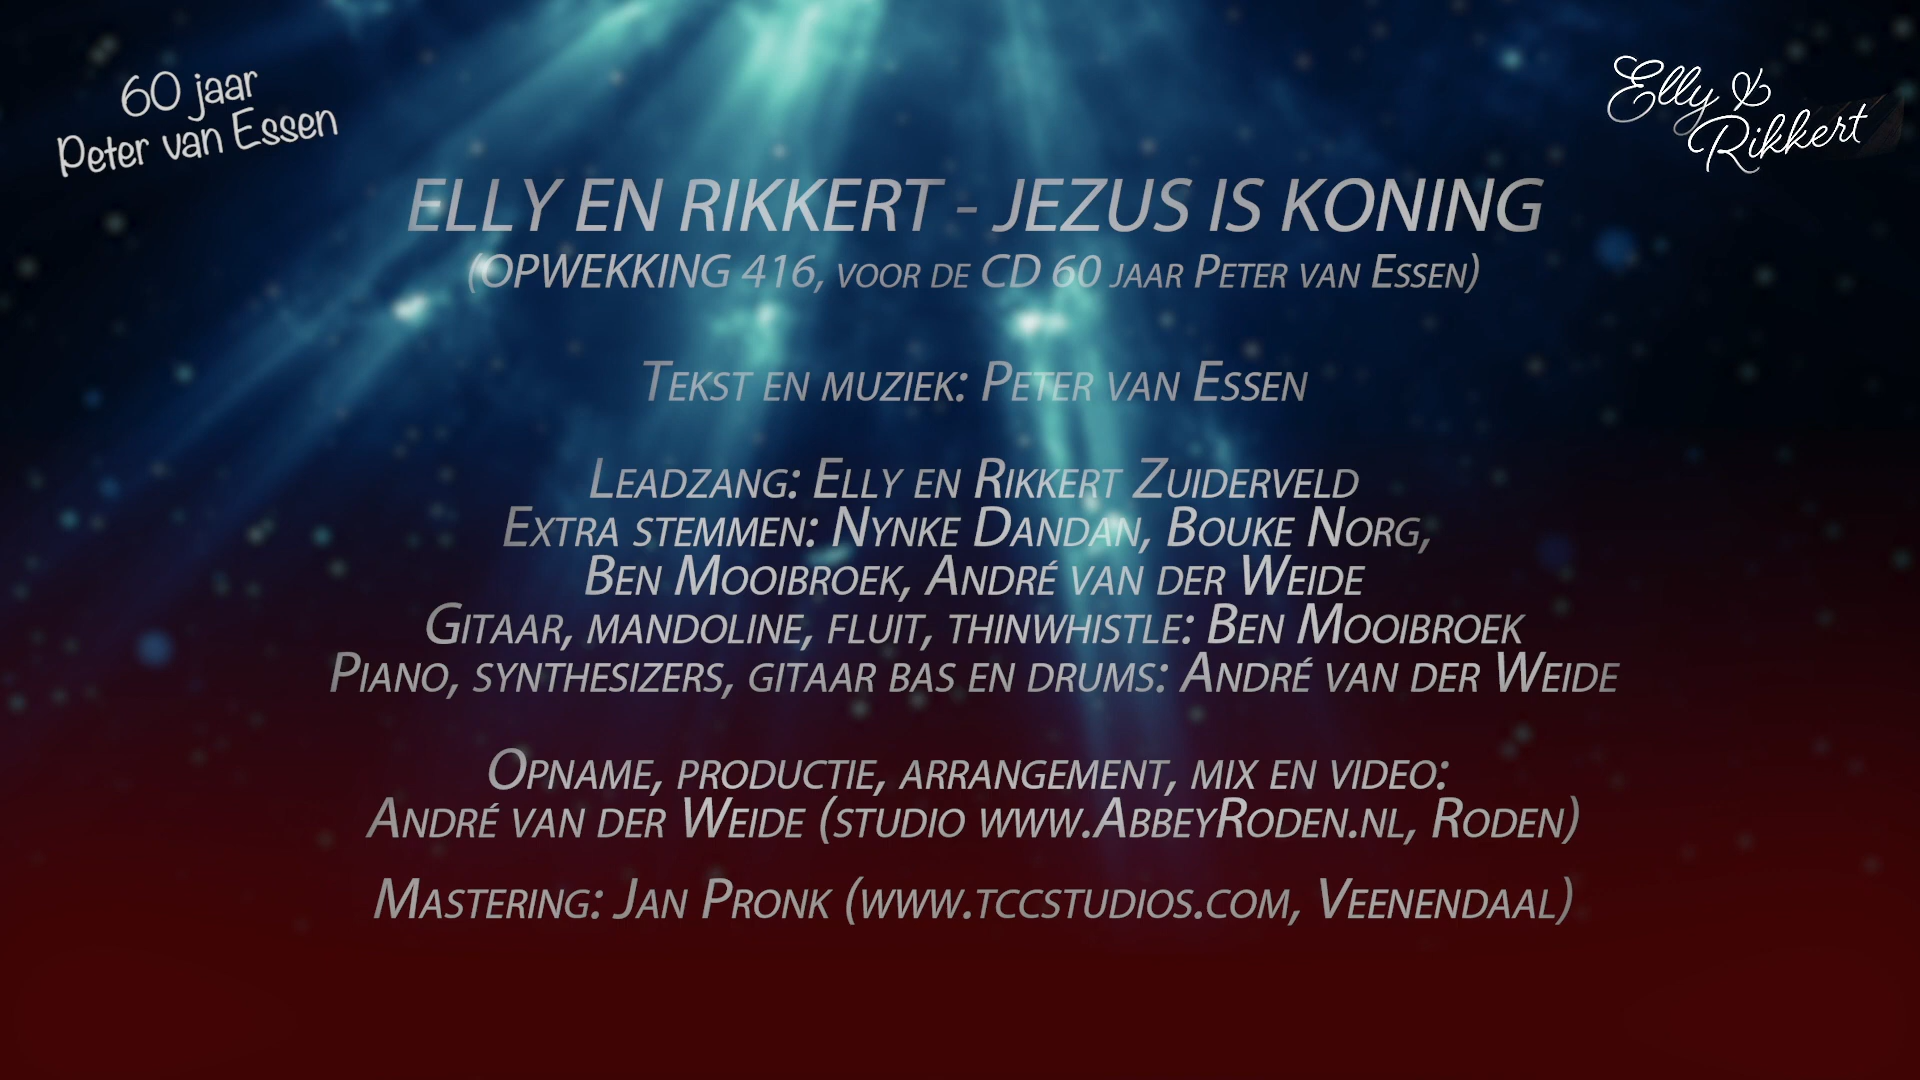 60 jaar
Peter van Essen
Elly &
Rikkert
ELLY EN RIKKERT - JEZUS IS KONING
(OPWEKKING 416, VOOR DE CD 60 JAAR PETER VAN ESSEN)
TEKST EN MUZIEK: PETER VAN ESSEN
LEADZANG: ELLY EN RIKKERT ZUIDERVELD
EXTRA STEMMEN: NYNKE DANDAN, BOUKE NORG,
BEN MOOIBROEK, ANDRÉ VAN DER WEIDE
GITAAR, MANDOLINE, FLUIT, THINWHISTLE: BEN MOOIBROEK
PIANO, SYNTHESIZERS, GITAAR BAS EN DRUMS: ANDRÉ VAN DER WEIDE
OPNAME, PRODUCTIE, ARRANGEMENT, MIX EN VIDEO:
ANDRÉ VAN DER WEIDE (STUDIO WWW.ABBEYRODEN.NL, RODEN)
MASTERING: JAN PRONK (WWW.TCCSTUDIOS.COM, VEENENDAAL)